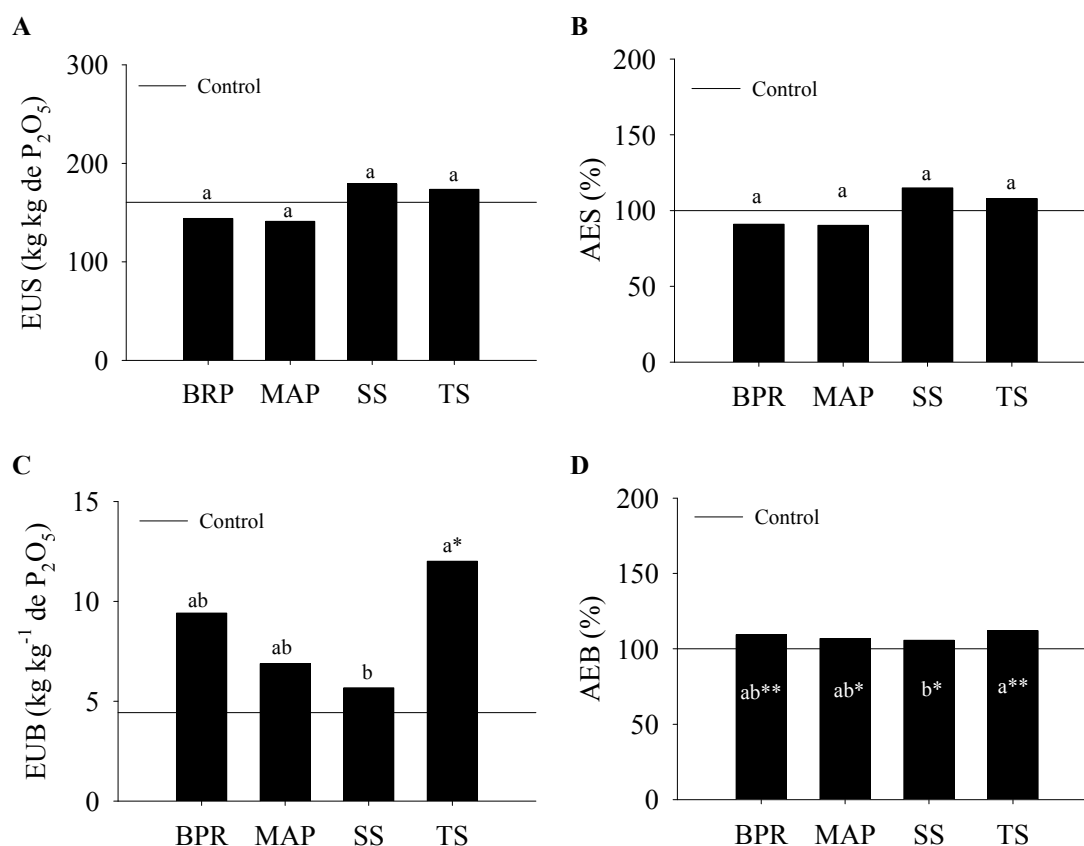 A
EUS (kg kg de P₂O₅)
300
200
100
0
Control
a
a
a
a
BRP MAP SS TS
B
AES (%)
200
150
100
50
0
Control
a
a
a
a
BPR MAP SS TS
C
EUB (kg kg⁻¹ de P₂O₅)
15
10
5
0
Control
ab
ab
b
a*
BPR MAP SS TS
D
AEB (%)
200
150
100
50
0
Control
ab**
ab*
b*
a**
BPR MAP SS TS